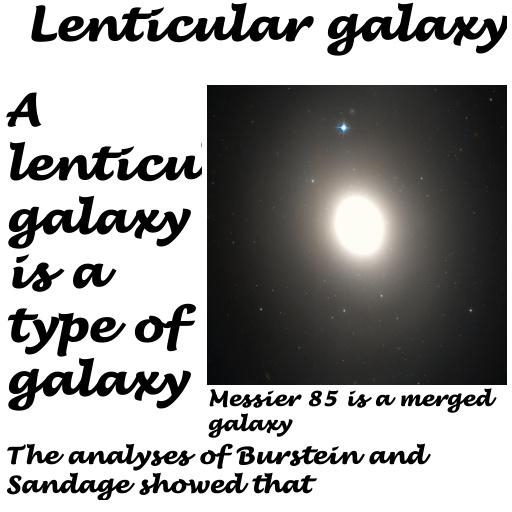 Lenticular galaxy
A
lenticu
galaxy
is a
type of
galaxy
Messier 85 is a merged
galaxy
The analyses of Burstein and
Sandage showed that